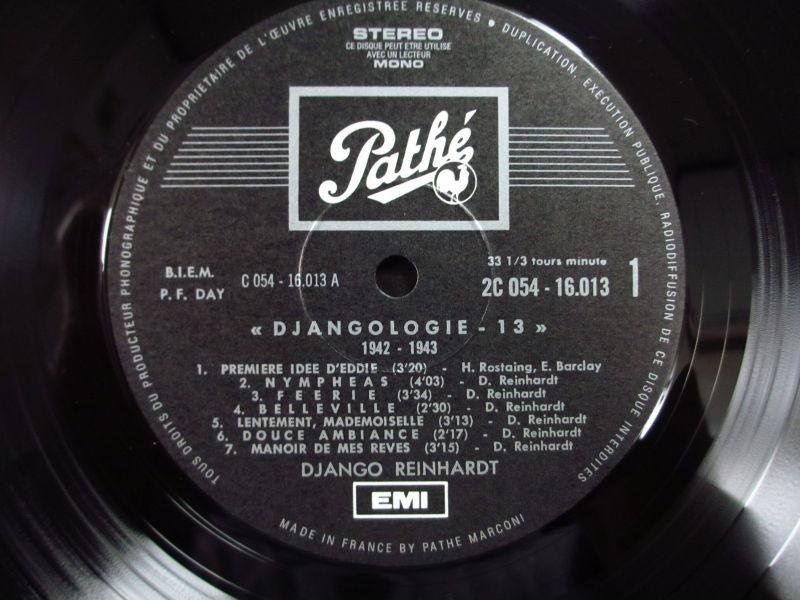 TOUS DROITS DU PRODUCTEUR PHONOGRAPHIQUE ET DU PROPRIETAIRE DE L'ŒUVRE ENREGISTRÉE RESERVES • DUPLICATION, EXECUTION PUBLIQUE, RADIODIFFUSION DE CE DISQUE INTERDITES
STEREO
CE DISQUE PEUT ETRE UTILISE
AVEC UN LECTEUR
MONO
Pathé
B.I.E.M.
P. F. DAY
C 054 - 16.013 A
33 1/3 tours minute
2C 054 - 16.013
1
« DJANGOLOGIE - 13 »
1942 - 1943
1. PREMIERE IDEE D'EDDIE (3'20) - H. Rostaing, E. Barclay
2. NYMPHEAS (4'03) - D. Reinhardt
3. FEERIE (3'34) - D. Reinhardt
4. BELLEVILLE (2'30) - D. Reinhardt
5. LENTEMENT, MADEMOISELLE (3'13) - D. Reinhardt
6. DOUCE AMBIANCE (2'17) - D. Reinhardt
7. MANOIR DE MES REVES (3'15) - D. Reinhardt
DJANGO REINHARDT
EMI
MADE IN FRANCE BY PATHE MARCONI